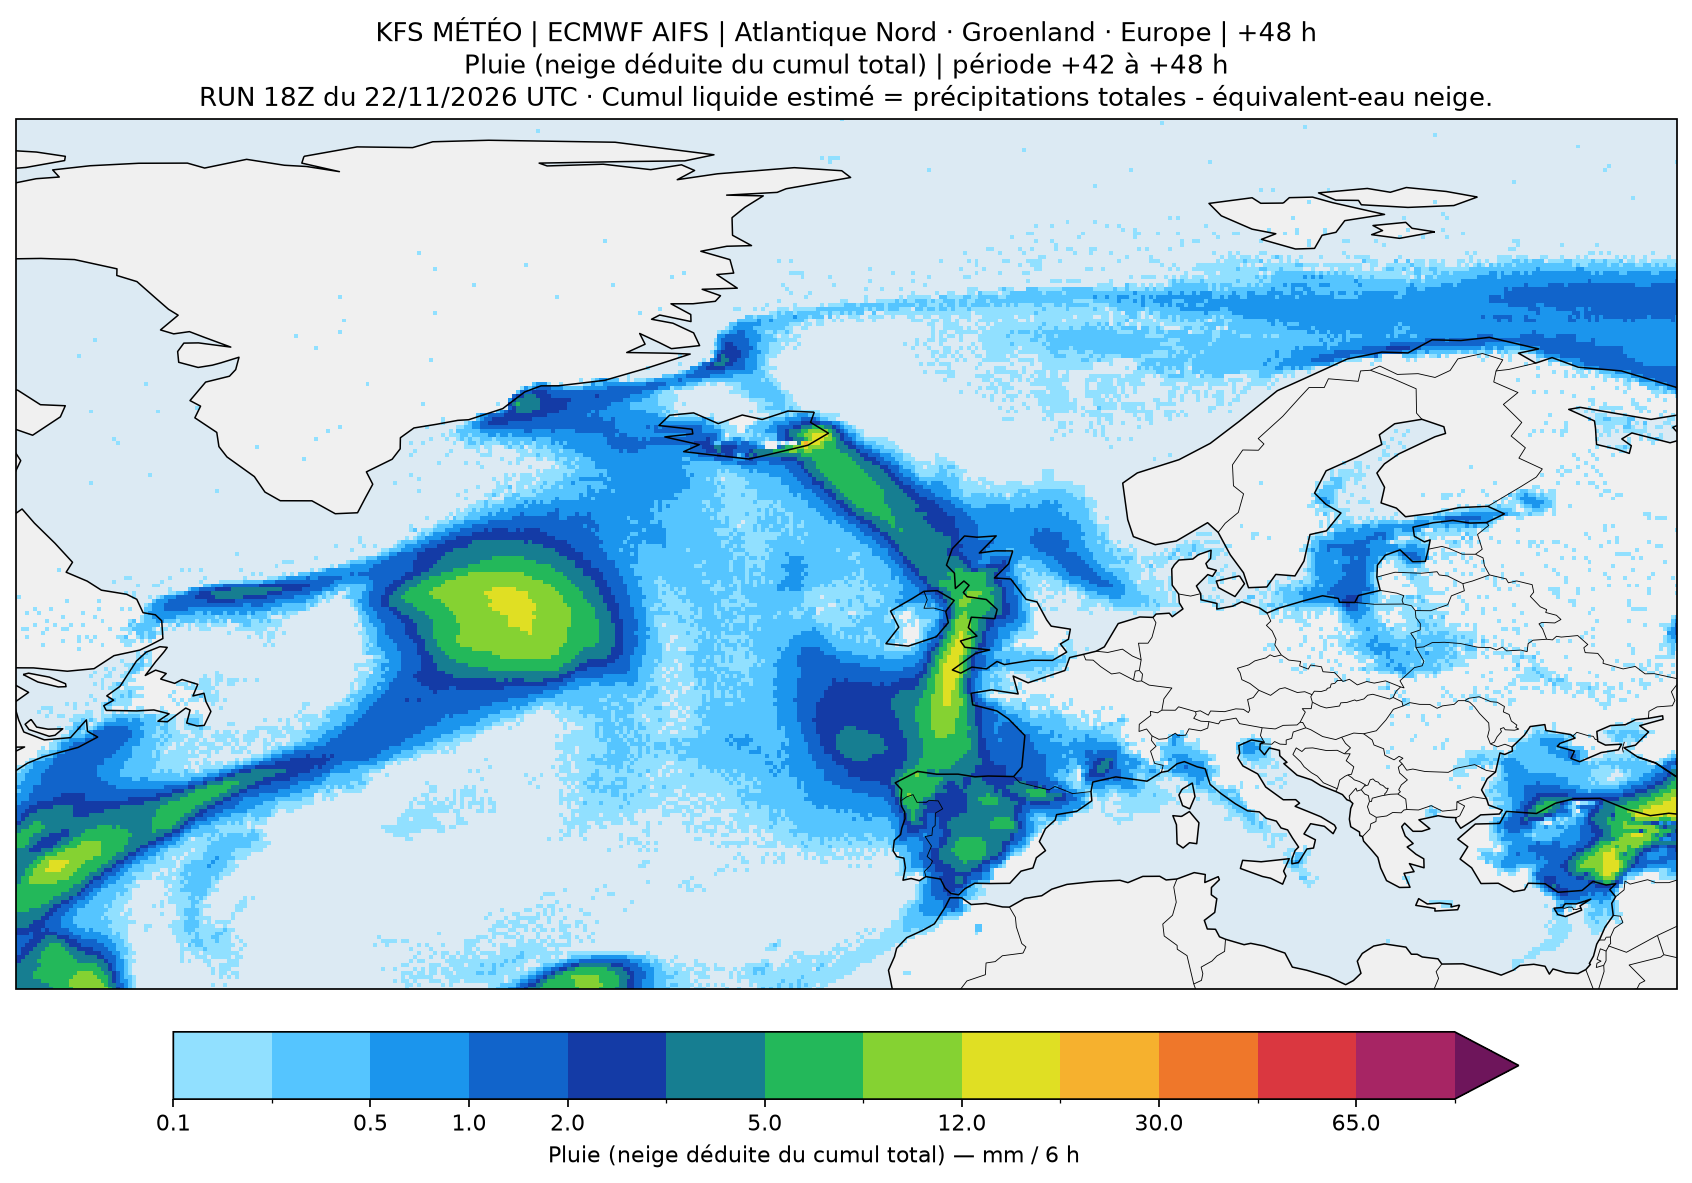 KFS MÉTÉO | ECMWF AIFS | Atlantique Nord · Groenland · Europe | +48 h
Pluie (neige déduite du cumul total) | période +42 à +48 h
RUN 18Z du 22/11/2026 UTC · Cumul liquide estimé = précipitations totales - équivalent-eau neige.
0.1 0.5 1.0 2.0 5.0 12.0 30.0 65.0
Pluie (neige déduite du cumul total) — mm / 6 h